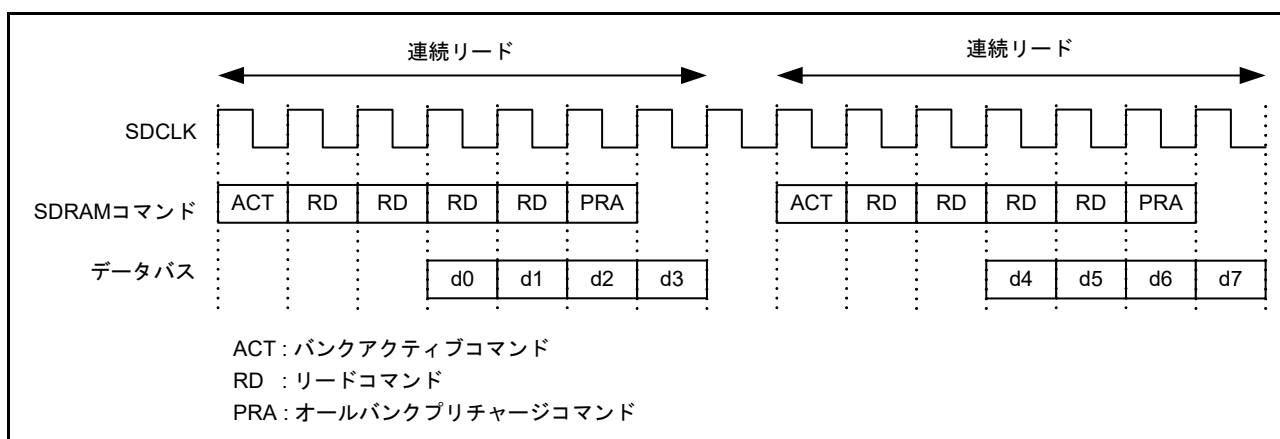 連続リード 連続リード
SDCLK
SDRAMコマンド ACT RD RD RD RD PRA ACT RD RD RD RD PRA
データバス d0 d1 d2 d3 d4 d5 d6 d7
ACT : バンクアクティブコマンド
RD : リードコマンド
PRA : オールバンクプリチャージコマンド